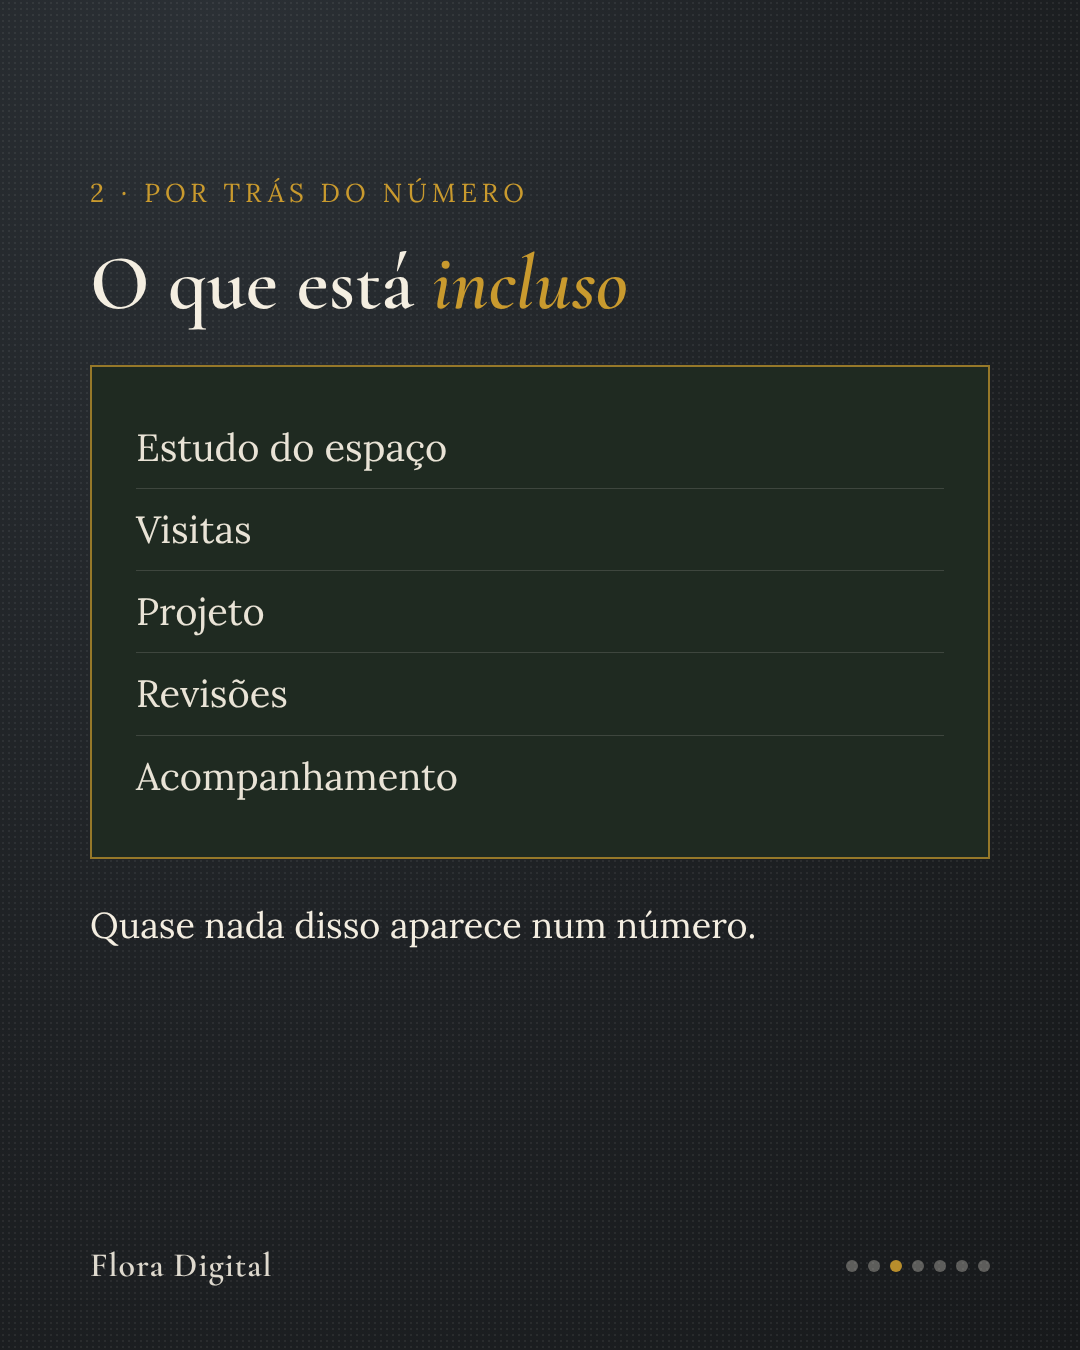 2 · POR TRÁS DO NÚMERO
O que está incluso
Estudo do espaço
Visitas
Projeto
Revisões
Acompanhamento
Quase nada disso aparece num número.
Flora Digital